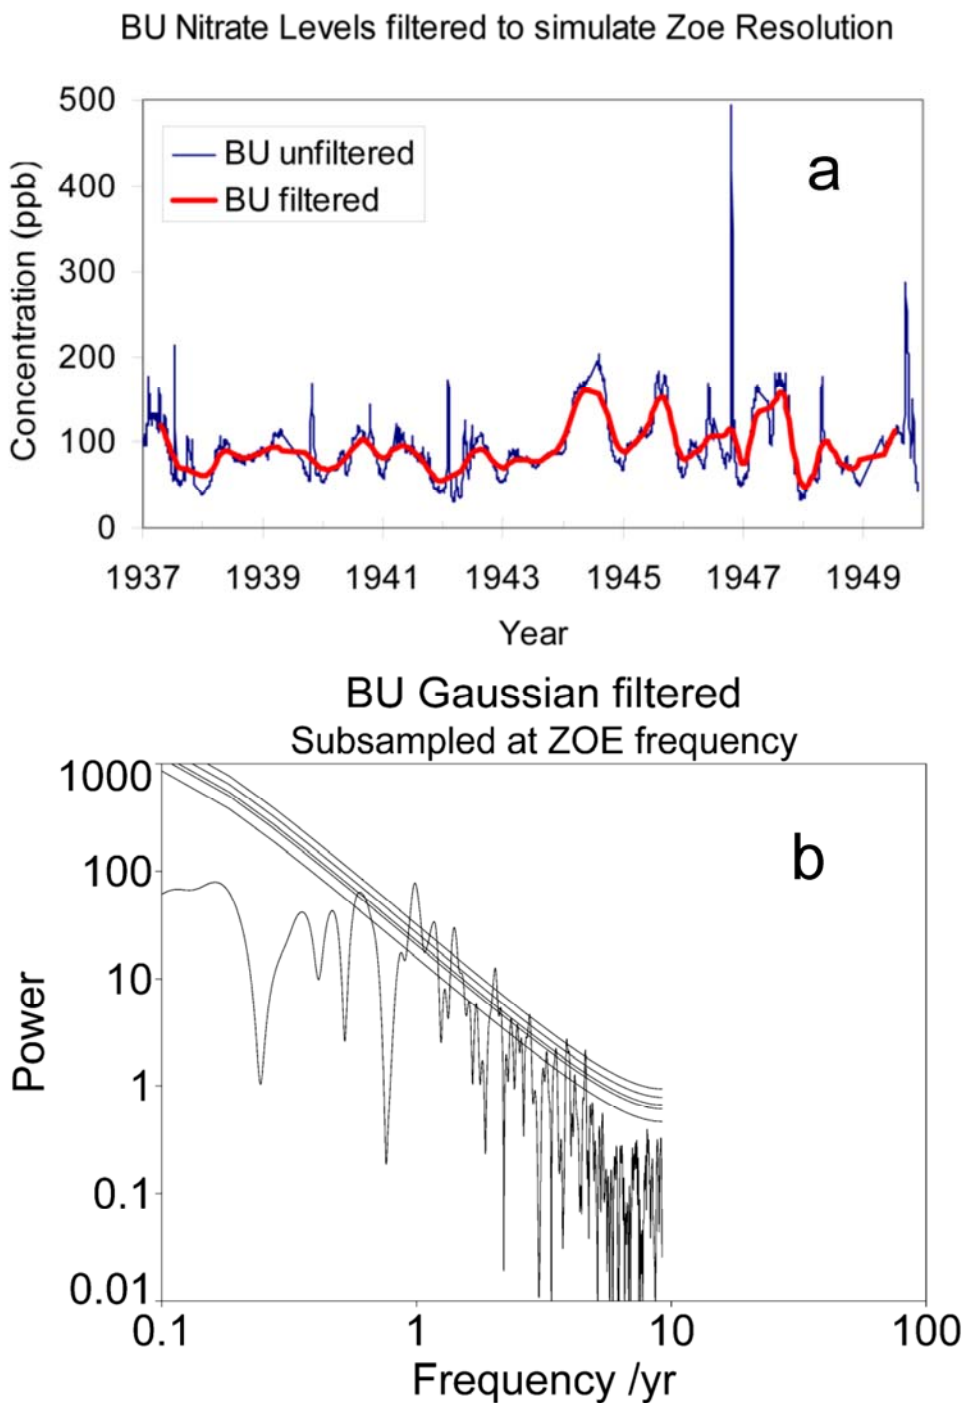 BU Nitrate Levels filtered to simulate Zoe Resolution
500
400
300
200
100
0
Concentration (ppb)
BU unfiltered
BU filtered
a
1937 1939 1941 1943 1945 1947 1949
Year
BU Gaussian filtered
Subsampled at ZOE frequency
1000
100
10
1
0.1
0.01
Power
b
0.1 1 10 100
Frequency /yr